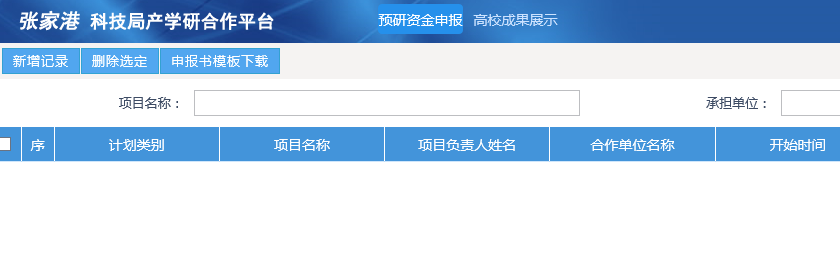 张家港 科技局产学研合作平台 预研资金申报 高校成果展示
新增记录 删除选定 申报书模板下载
项目名称： 承担单位：
序 计划类别 项目名称 项目负责人姓名 合作单位名称 开始时间